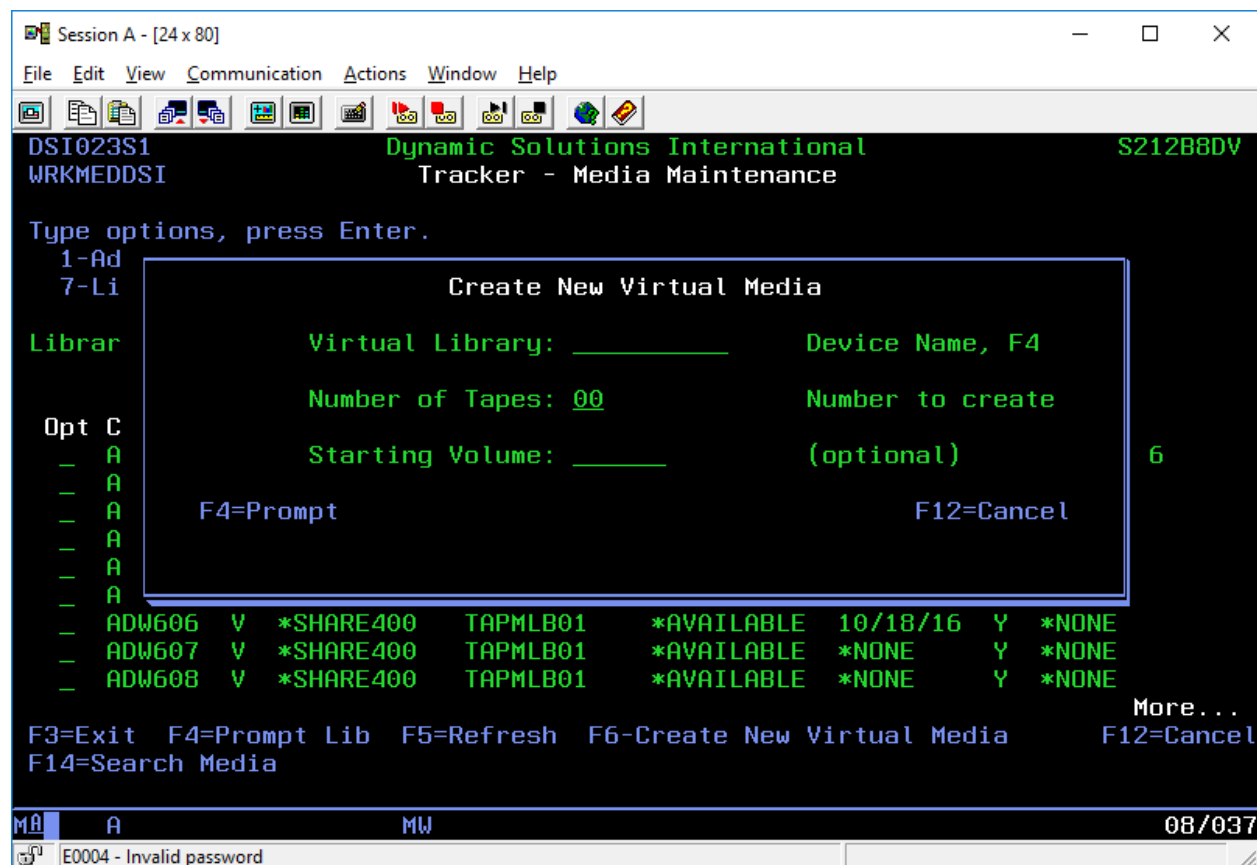 Session A - [24 x 80]
File Edit View Communication Actions Window Help
DSI023S1 Dynamic Solutions International S212B8DV
WRKMEDDSI Tracker - Media Maintenance
Type options, press Enter.
1-Ad
7-Li Create New Virtual Media
Librar Virtual Library: __________ Device Name, F4
Number of Tapes: 00 Number to create
Opt C
_ A Starting Volume: ______ (optional) 6
_ A
_ A F4=Prompt F12=Cancel
_ A
_ A
_ A
_ ADW606 V *SHARE400 TAPMLB01 *AVAILABLE 10/18/16 Y *NONE
_ ADW607 V *SHARE400 TAPMLB01 *AVAILABLE *NONE Y *NONE
_ ADW608 V *SHARE400 TAPMLB01 *AVAILABLE *NONE Y *NONE
More...
F3=Exit F4=Prompt Lib F5=Refresh F6-Create New Virtual Media F12=Cancel
F14=Search Media
MA A MW 08/037
E0004 - Invalid password